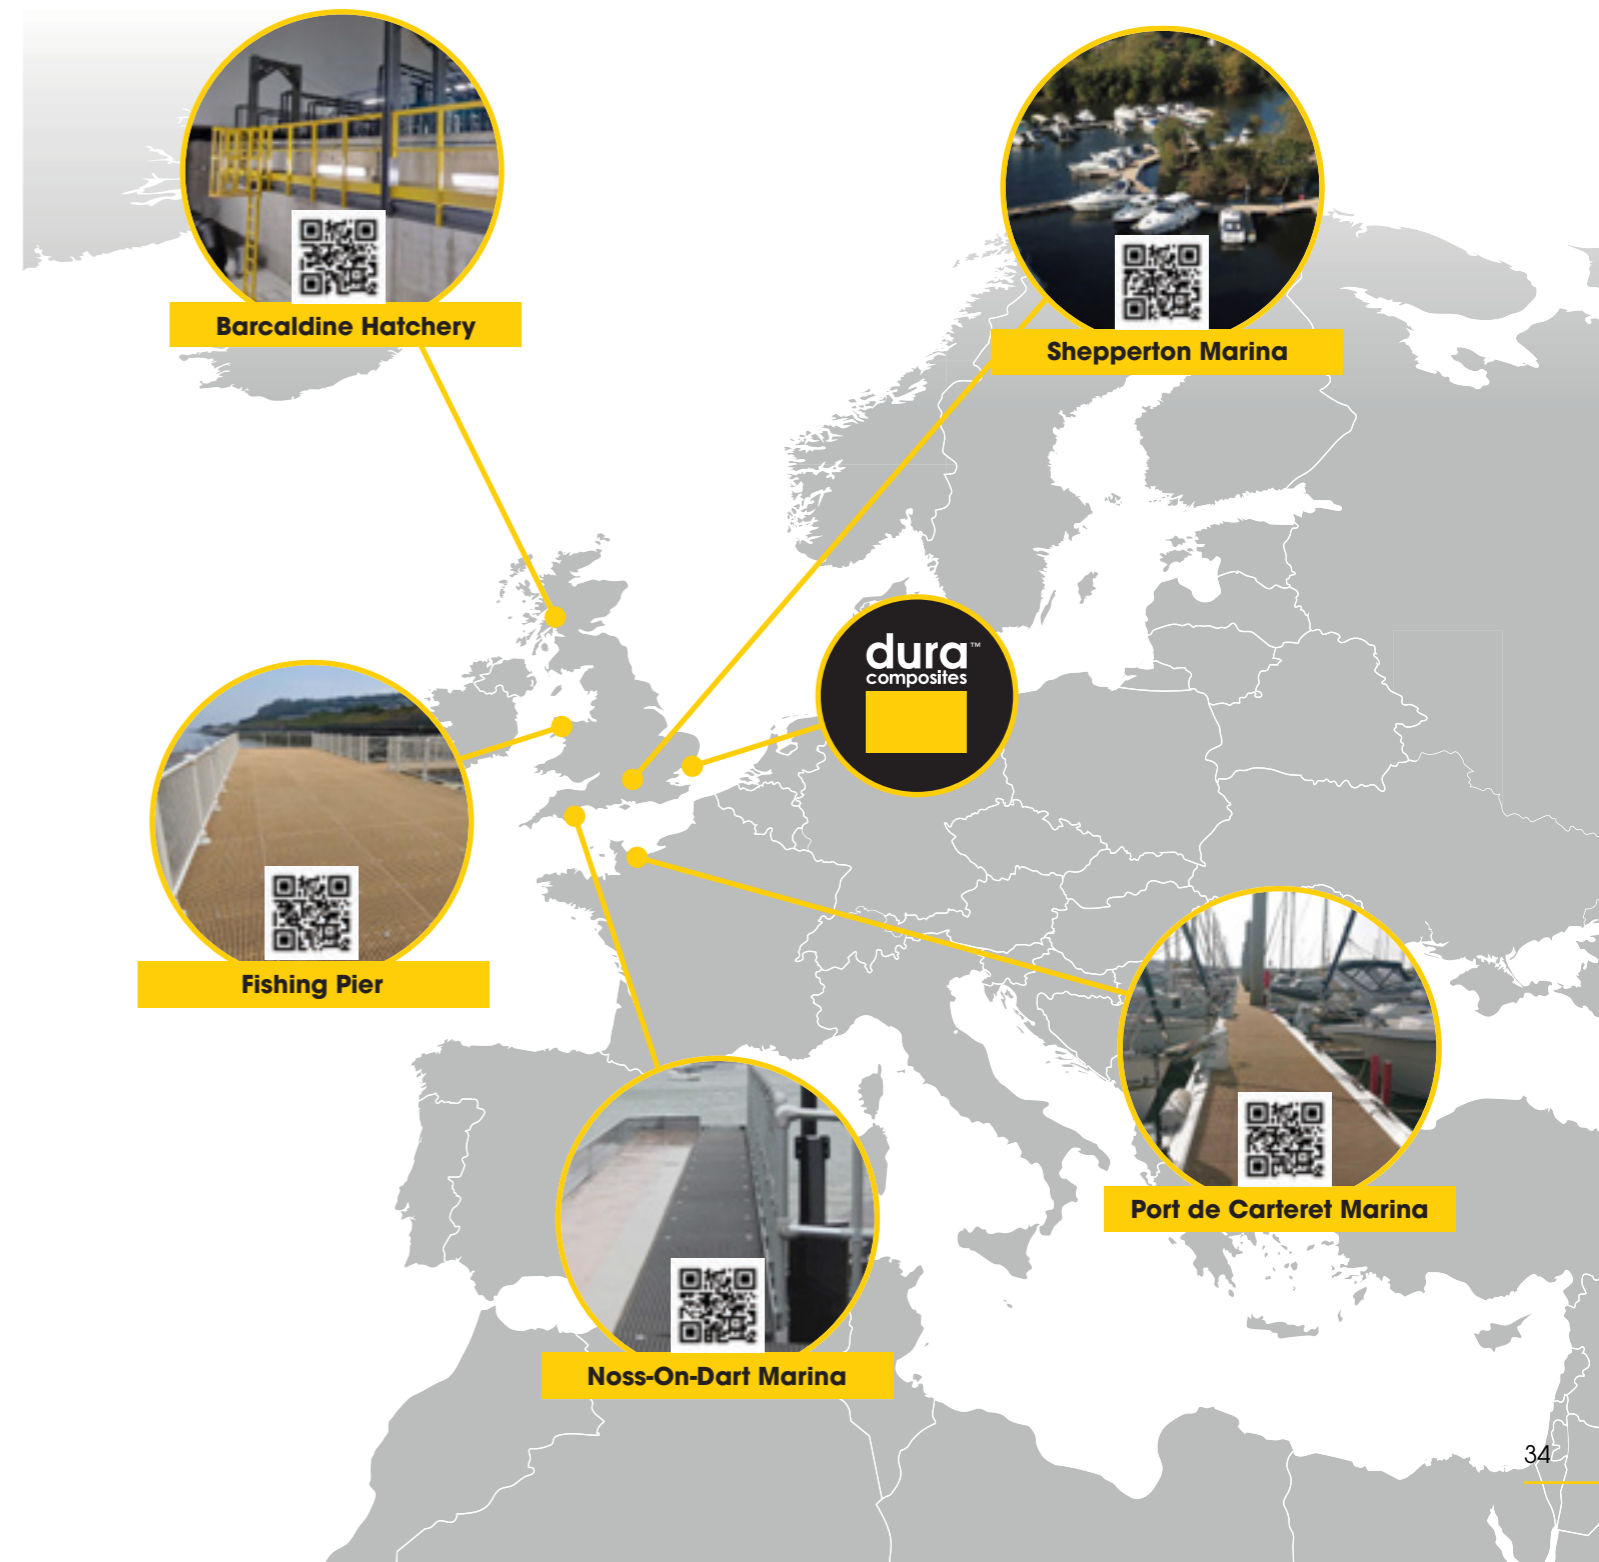 Barcaldine Hatchery
Shepperton Marina
dura™
composites
Fishing Pier
Port de Carteret Marina
Noss-On-Dart Marina
34